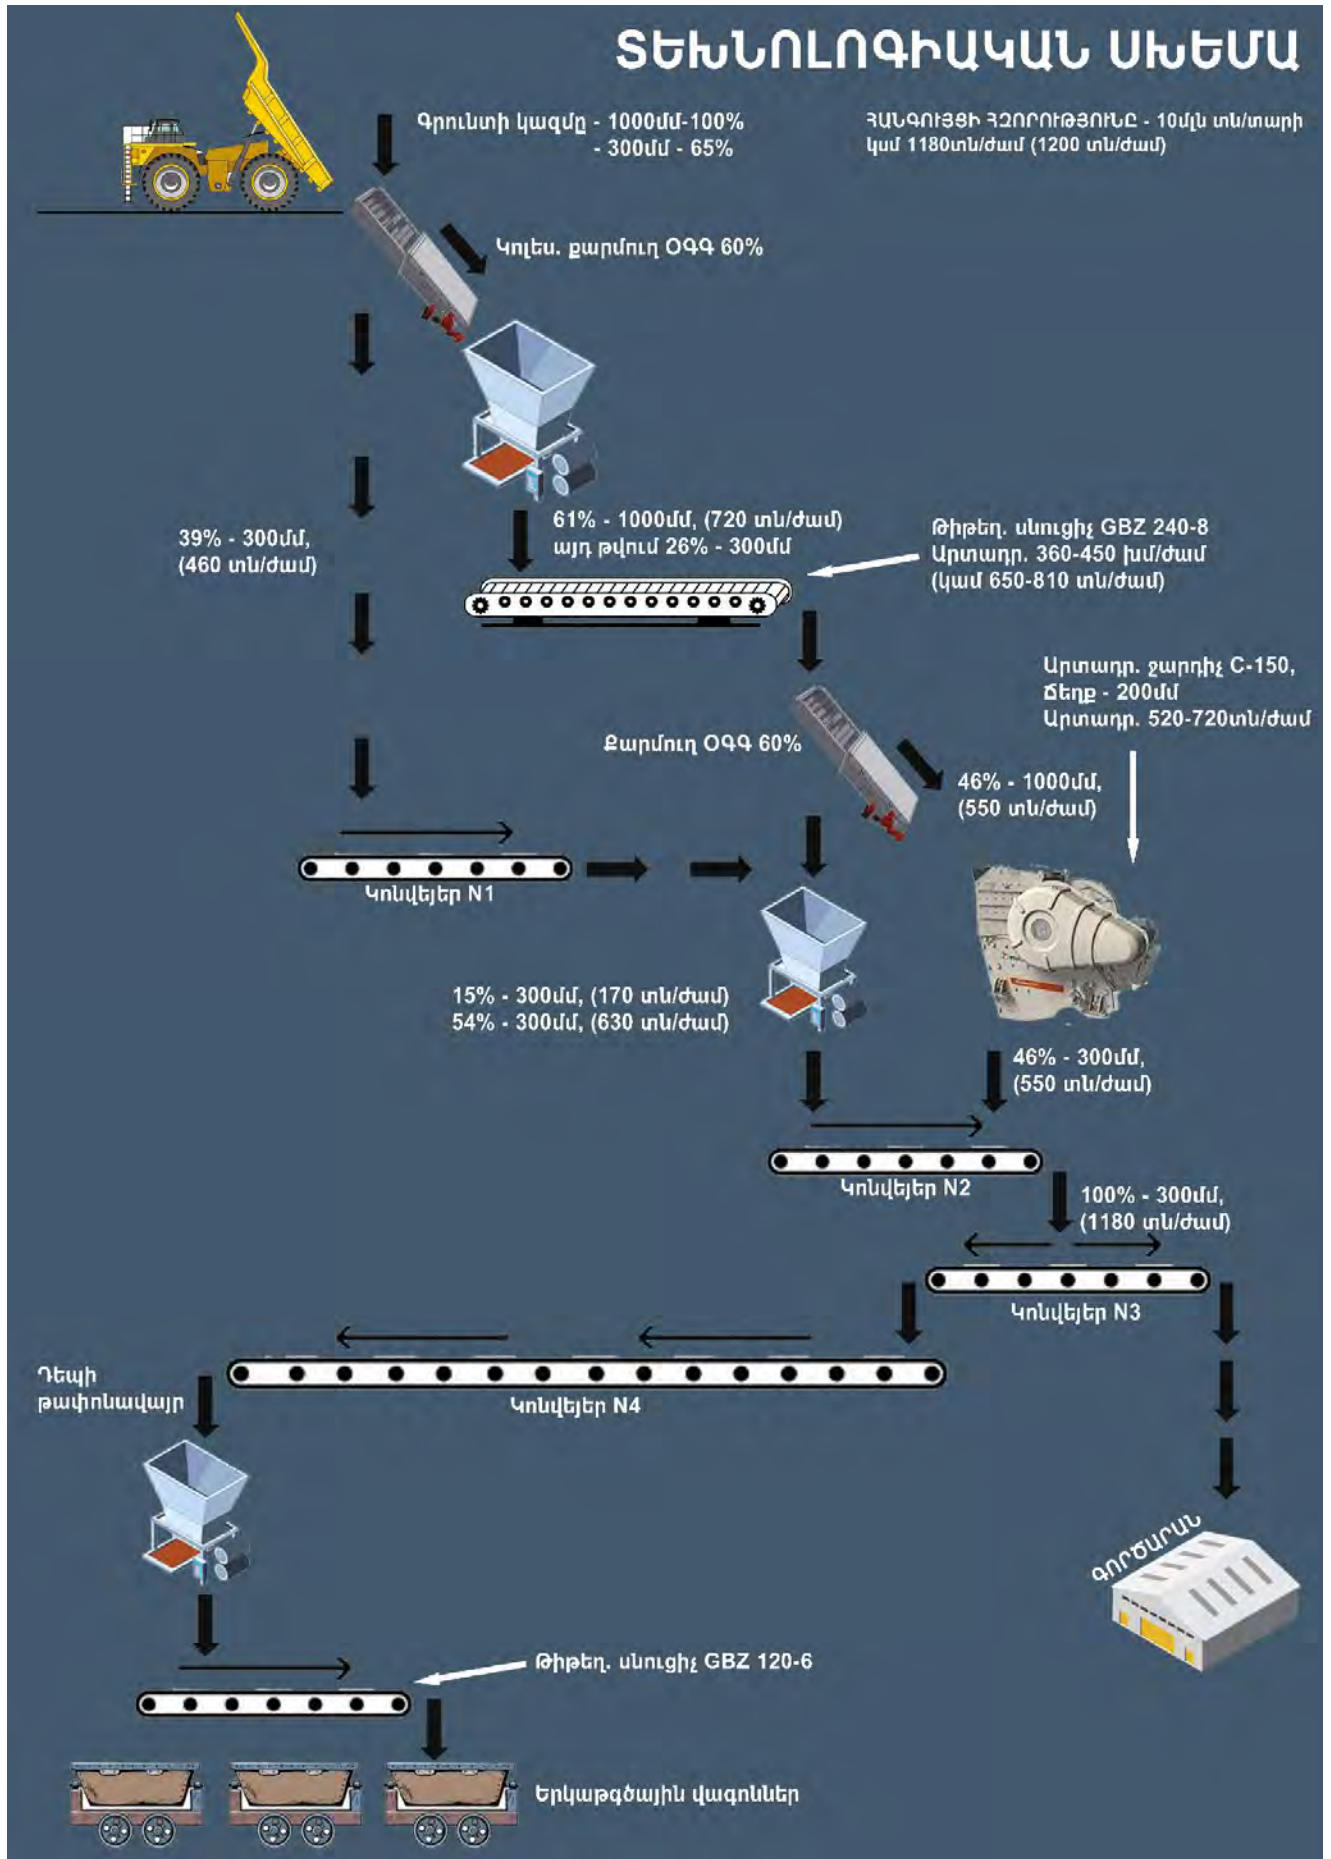 ՏԵԽՆՈԼՈԳԻԱԿԱՆ ՍԽԵՄԱ
Գրունտի կազմը - 1000մմ-100%
- 300մմ - 65%
ՀԱՆԳՈՒՅՑԻ ՀԶՈՐՈՒԹՅՈՒՆԸ - 10մլն տն/տարի
կամ 1180տն/ժամ (1200 տն/ժամ)
Կոլես. քարմուղ ՕԳԳ 60%
39% - 300մմ,
(460 տն/ժամ)
61% - 1000մմ, (720 տն/ժամ)
այդ թվում 26% - 300մմ
Թիթեղ. սնուցիչ GBZ 240-8
Արտադր. 360-450 խմ/ժամ
(կամ 650-810 տն/ժամ)
Արտադր. ջարդիչ C-150,
Ճեղք - 200մմ
Արտադր. 520-720տն/ժամ
Քարմուղ ՕԳԳ 60%
46% - 1000մմ,
(550 տն/ժամ)
Կոնվեյեր N1
15% - 300մմ, (170 տն/ժամ)
54% - 300մմ, (630 տն/ժամ)
46% - 300մմ,
(550 տն/ժամ)
Կոնվեյեր N2
100% - 300մմ,
(1180 տն/ժամ)
Կոնվեյեր N3
Դեպի
թափոնավայր
Կոնվեյեր N4
ԳՈՐԾԱՐԱՆ
Թիթեղ. սնուցիչ GBZ 120-6
Երկաթգծային վագոններ